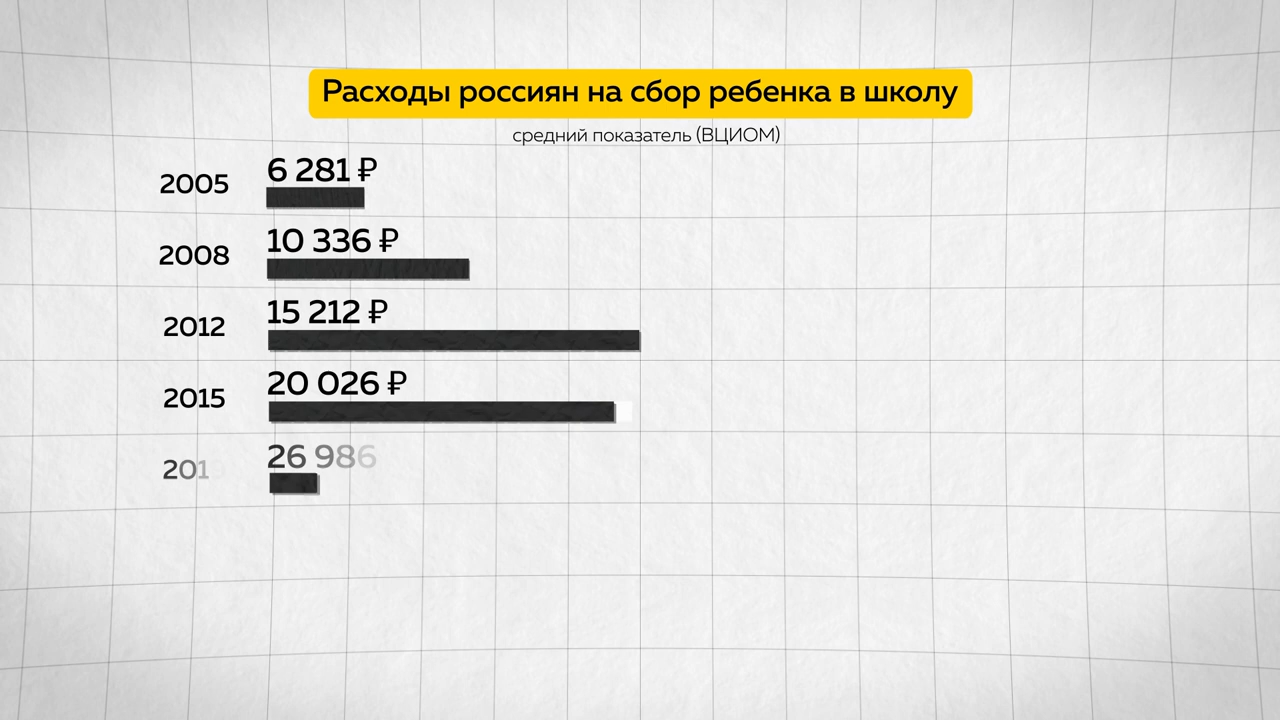 Расходы россиян на сбор ребенка в школу
средний показатель (ВЦИОМ)
2005 6 281 ₽
2008 10 336 ₽
2012 15 212 ₽
2015 20 026 ₽
26 986